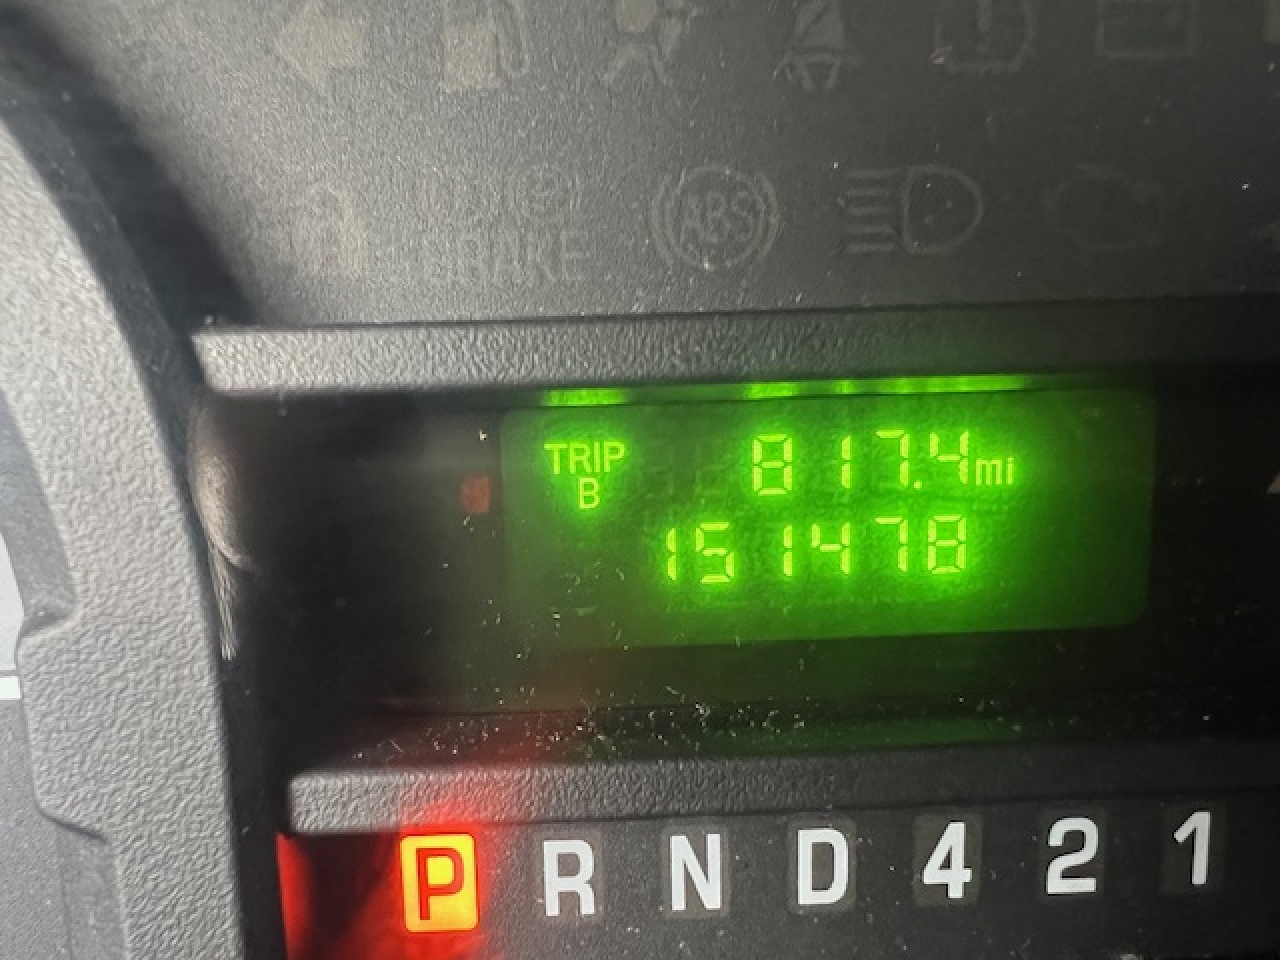 BRAKE
ABS
TRIP
B
817.4mi
151478
P R N D 4 2 1